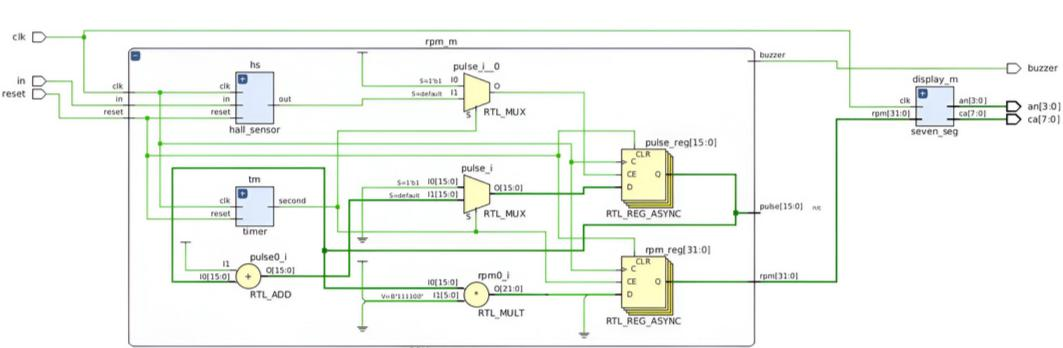 clk
in
reset
rpm_m
buzzer
buzzer
hs
clk
in
reset
clk
in
reset
out
hall_sensor
pulse_i__0
S=1'b1 I0
S=default I1
O
S
RTL_MUX
display_m
clk
rpm[31:0]
an[3:0]
ca[7:0]
seven_seg
an[3:0]
ca[7:0]
pulse_reg[15:0]
CLR
C
CE
D
Q
RTL_REG_ASYNC
pulse_i
S=1'b1 I0[15:0]
S=default I1[15:0]
O[15:0]
S
RTL_MUX
tm
clk
reset
second
timer
pulse[15:0] n/c
pulse0_i
I1
I0[15:0]
+
O[15:0]
RTL_ADD
rpm0_i
I0[15:0]
V=B"111100" I1[5:0]
*
O[21:0]
RTL_MULT
rpm_reg[31:0]
CLR
C
CE
D
Q
RTL_REG_ASYNC
rpm[31:0]